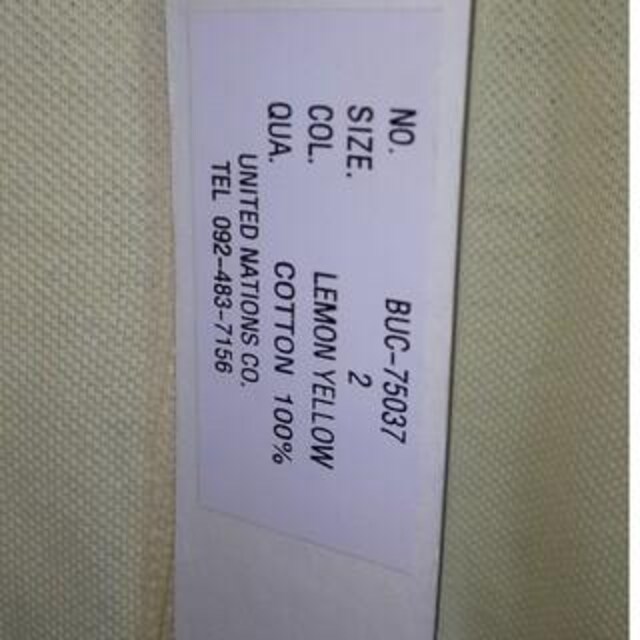 NO. BUC-75037
SIZE. 2
COL. LEMON YELLOW
QUA. COTTON 100%
UNITED NATIONS CO.
TEL 092-483-7156